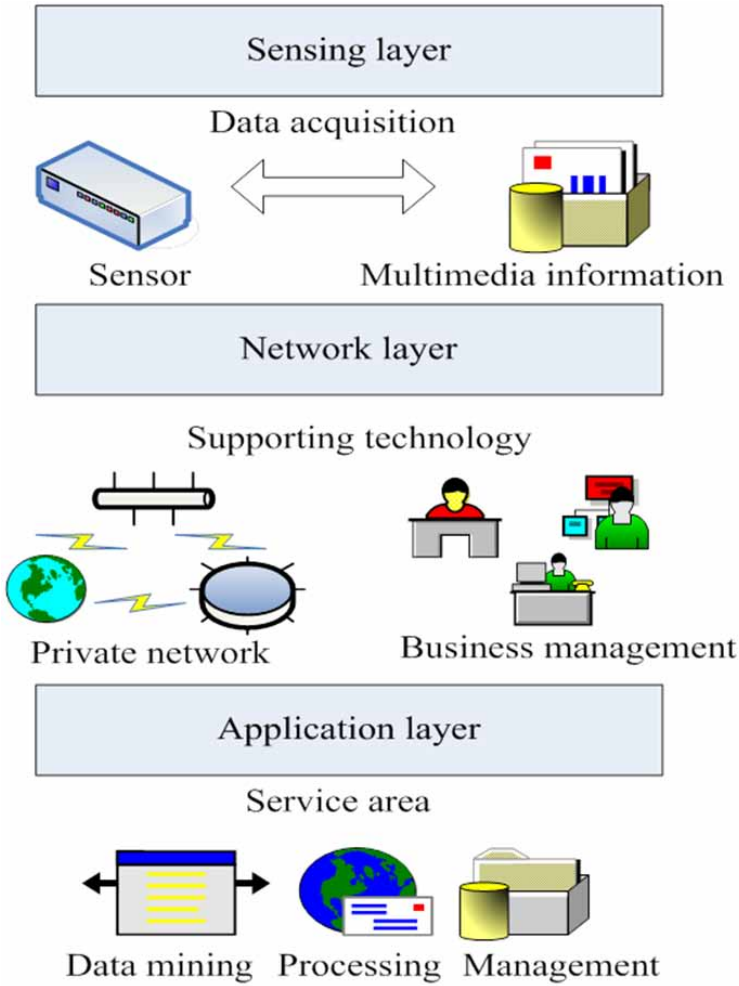 Sensing layer
Data acquisition
Sensor
Multimedia information
Network layer
Supporting technology
Private network
Business management
Application layer
Service area
Data mining
Processing
Management